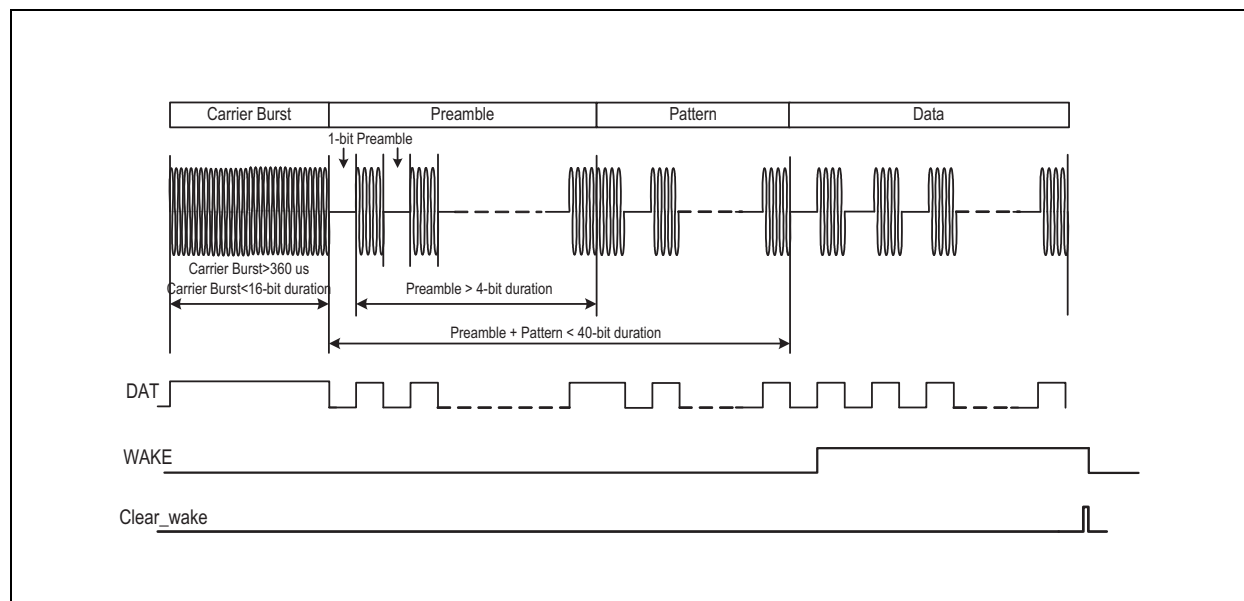 Carrier Burst Preamble Pattern Data
1-bit Preamble
Carrier Burst>360 us
Carrier Burst<16-bit duration
Preamble > 4-bit duration
Preamble + Pattern < 40-bit duration
DAT
WAKE
Clear_wake